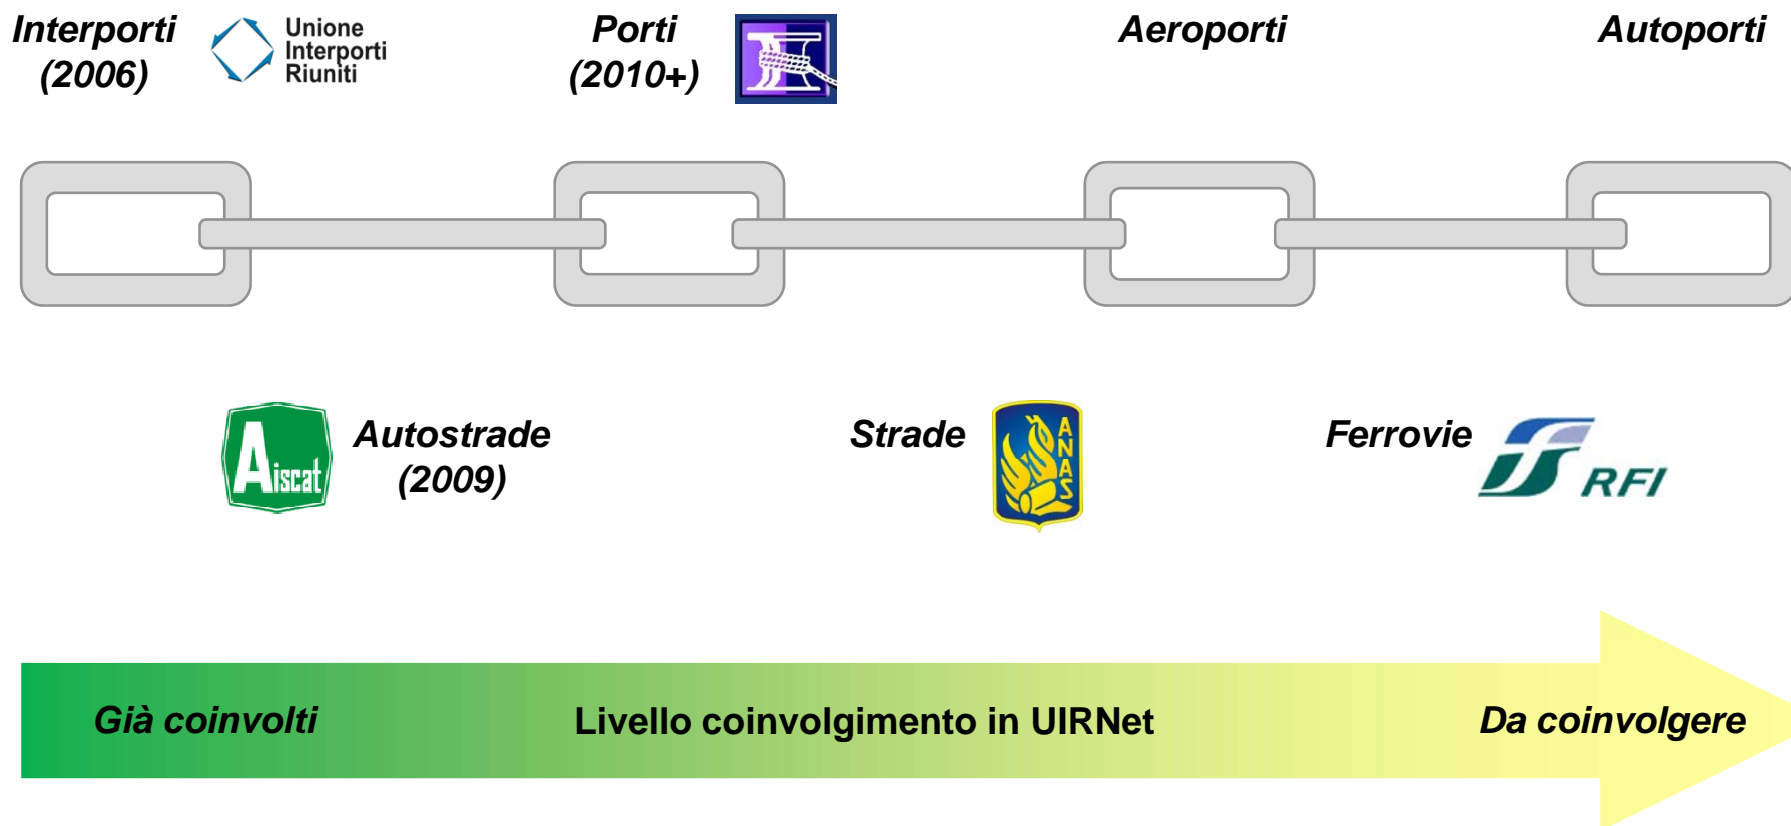 Interporti
(2006)
Unione
Interporti
Riuniti
Porti
(2010+)
Aeroporti
Autoporti
Aiscat
Autostrade
(2009)
Strade
ANAS
Ferrovie
RFI
Già coinvolti
Livello coinvolgimento in UIRNet
Da coinvolgere